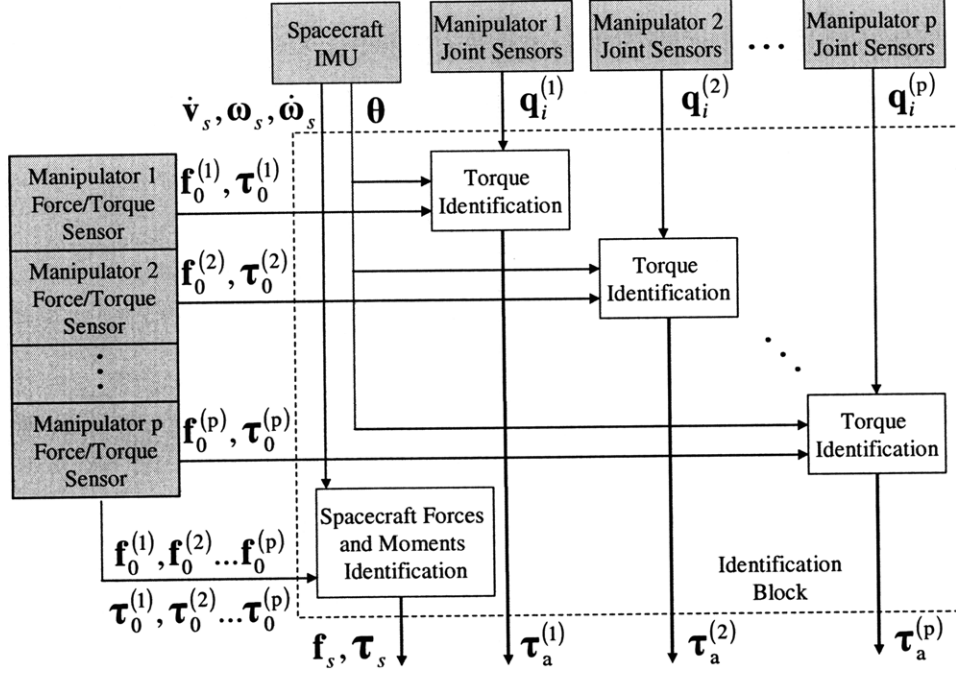 Spacecraft
IMU
Manipulator 1
Joint Sensors
Manipulator 2
Joint Sensors
...
Manipulator p
Joint Sensors
v̇_s, ω_s, ω̇_s
θ
q_i^(1)
q_i^(2)
q_i^(p)
Manipulator 1
Force/Torque
Sensor
f_0^(1), τ_0^(1)
Torque
Identification
Manipulator 2
Force/Torque
Sensor
f_0^(2), τ_0^(2)
Torque
Identification
Manipulator p
Force/Torque
Sensor
f_0^(p), τ_0^(p)
Torque
Identification
Spacecraft Forces
and Moments
Identification
f_0^(1), f_0^(2) ... f_0^(p)
τ_0^(1), τ_0^(2) ... τ_0^(p)
Identification
Block
f_s, τ_s
τ_a^(1)
τ_a^(2)
τ_a^(p)